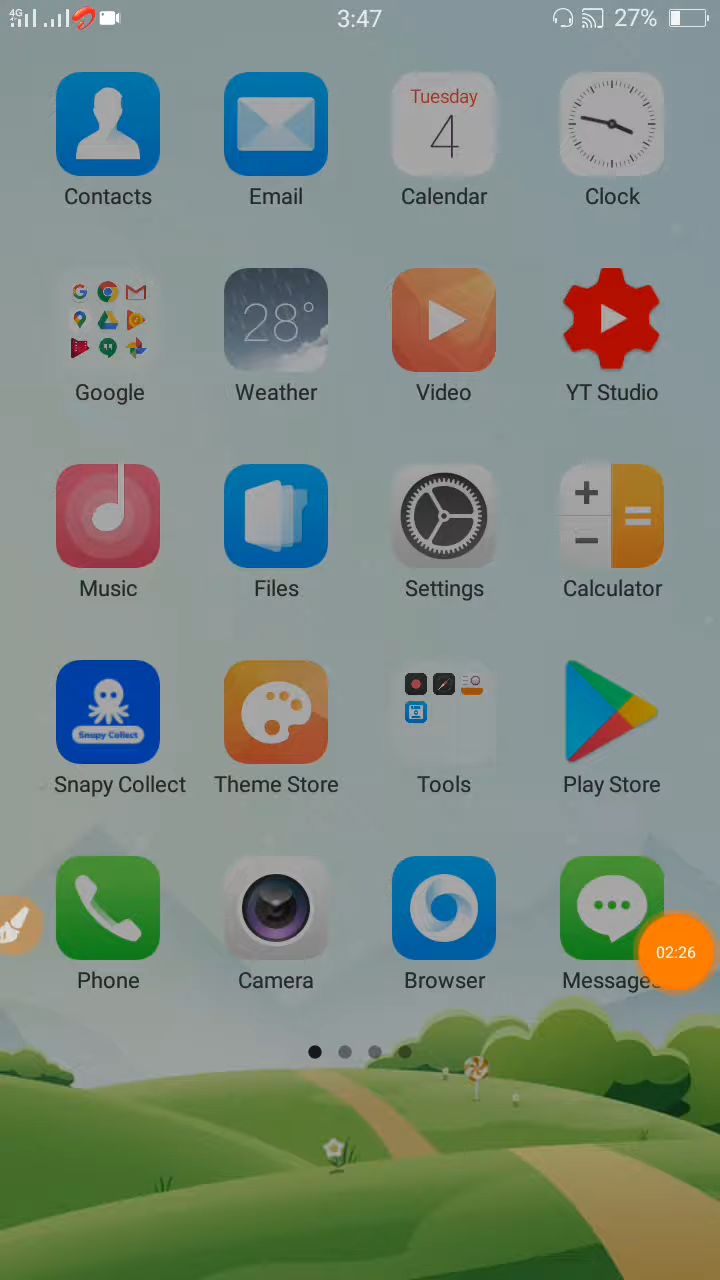 4G 3:47 27%
Tuesday
4
Contacts Email Calendar Clock
28°
Google Weather Video YT Studio
Music Files Settings Calculator
Snapy Collect
Snapy Collect Theme Store Tools Play Store
02:26
Phone Camera Browser Messages